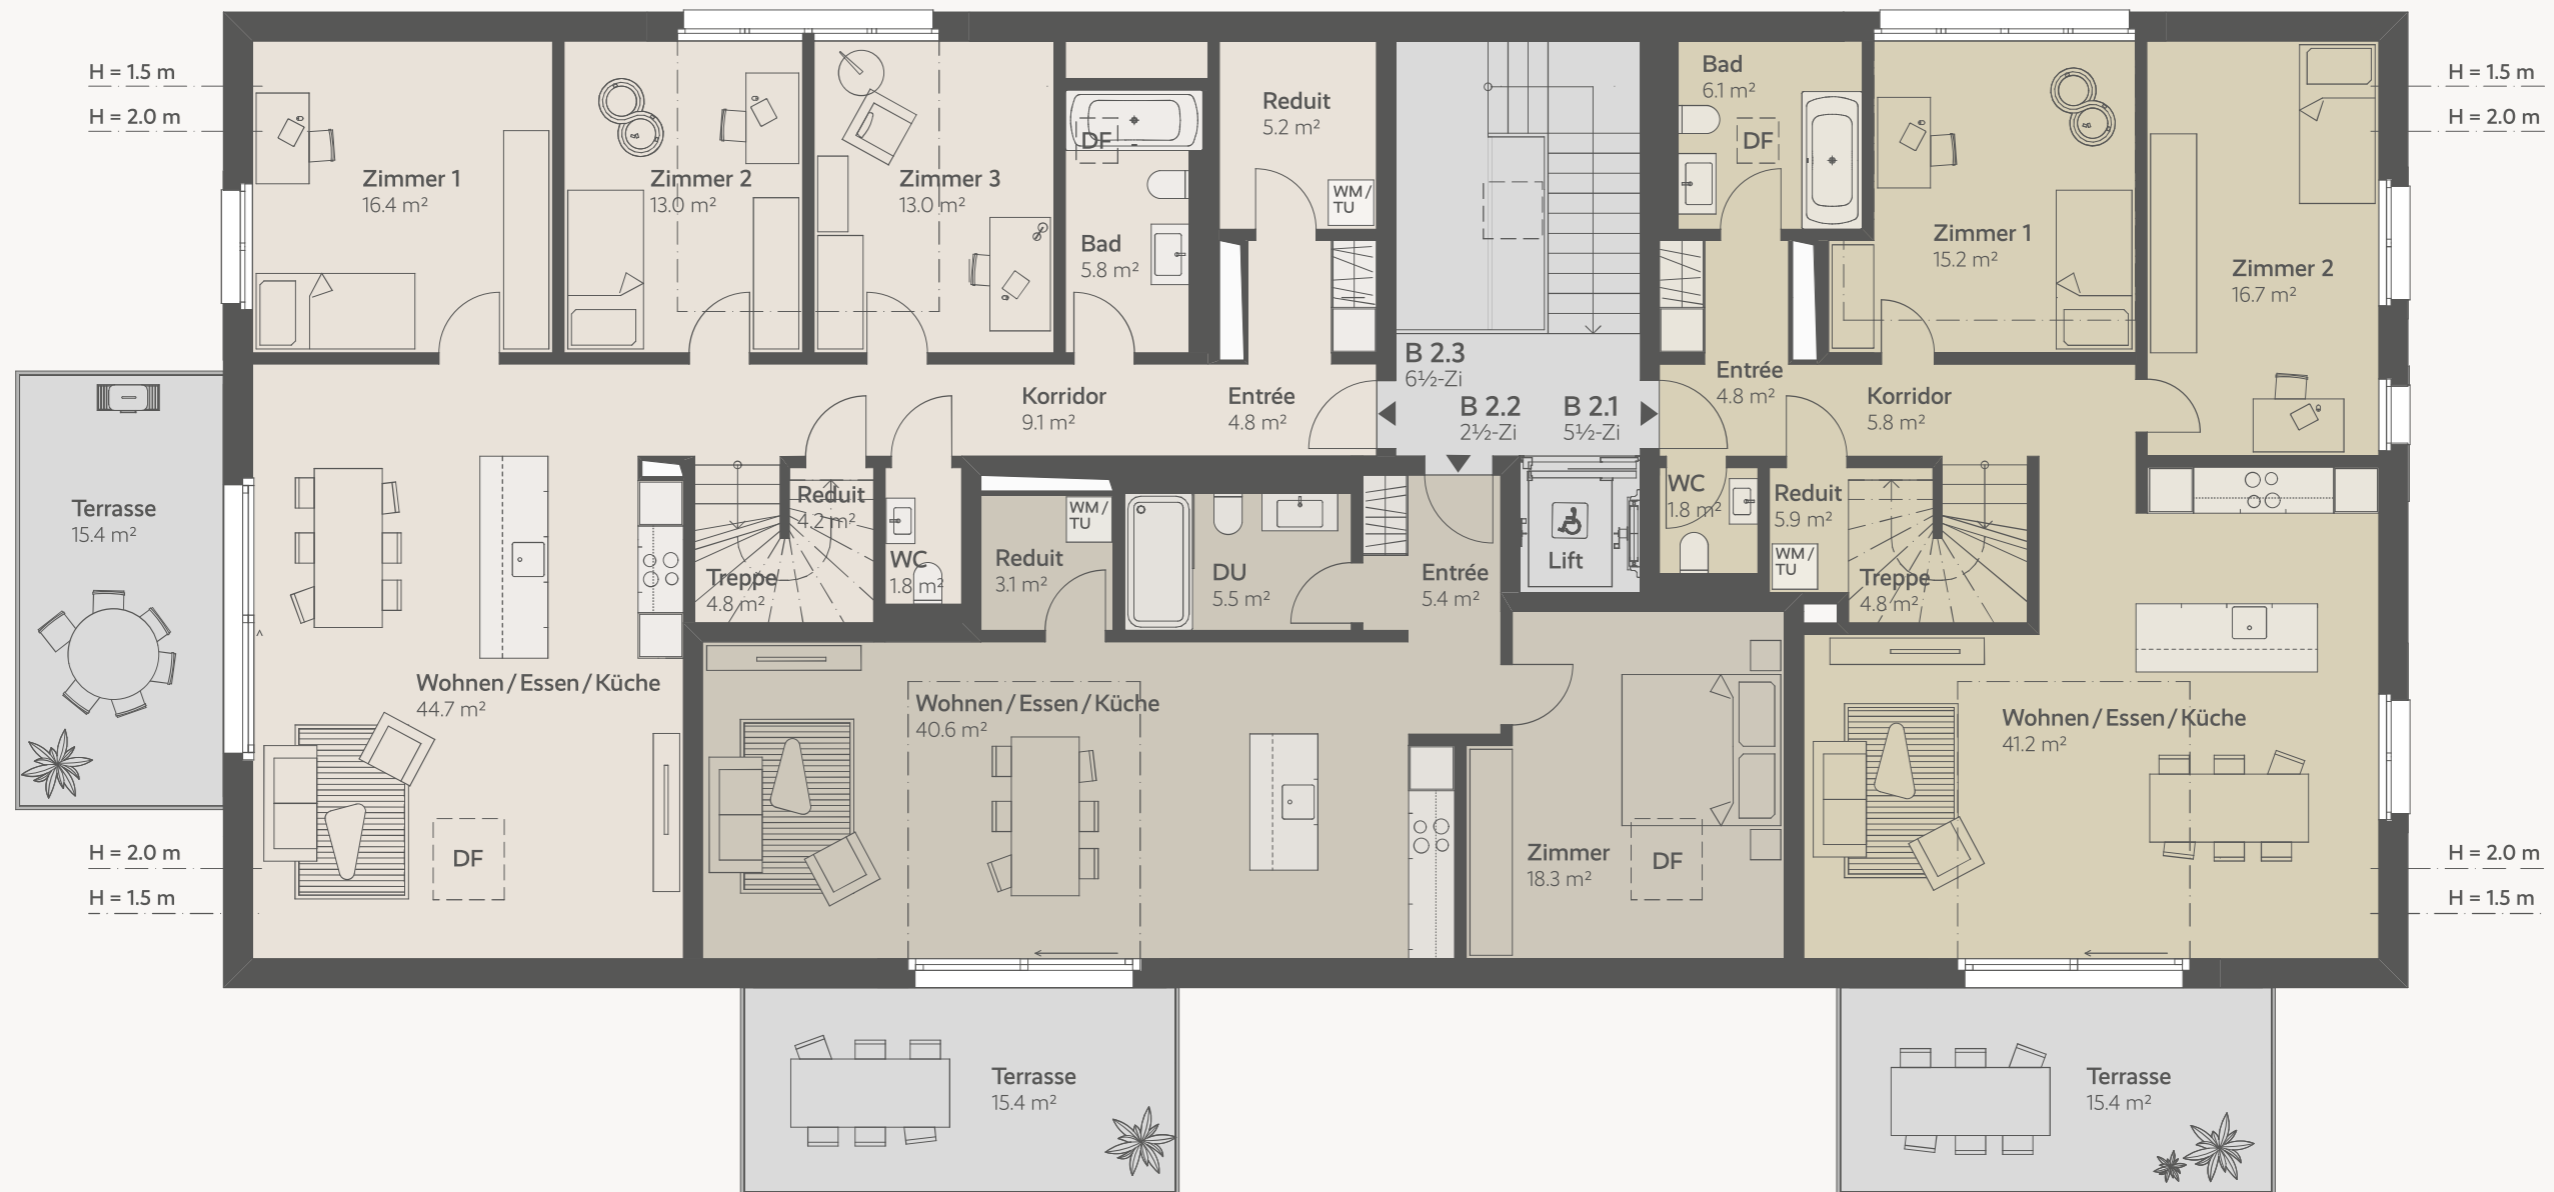 H = 1.5 m
H = 2.0 m
Zimmer 1
16.4 m²
Zimmer 2
13.0 m²
Zimmer 3
13.0 m²
DF
Bad
5.8 m²
Reduit
5.2 m²
WM /
TU
Bad
6.1 m²
DF
Zimmer 1
15.2 m²
Zimmer 2
16.7 m²
H = 1.5 m
H = 2.0 m
Korridor
9.1 m²
Entrée
4.8 m²
B 2.3
6½-Zi
B 2.2
2½-Zi
B 2.1
5½-Zi
Entrée
4.8 m²
Korridor
5.8 m²
Terrasse
15.4 m²
Reduit
4.2 m²
Treppe
4.8 m²
WC
1.8 m²
Reduit
3.1 m²
WM /
TU
DU
5.5 m²
Entrée
5.4 m²
Lift
WC
1.8 m²
Reduit
5.9 m²
WM /
TU
Treppe
4.8 m²
Wohnen / Essen / Küche
44.7 m²
DF
Wohnen / Essen / Küche
40.6 m²
Zimmer
18.3 m²
DF
Wohnen / Essen / Küche
41.2 m²
H = 2.0 m
H = 1.5 m
H = 2.0 m
H = 1.5 m
Terrasse
15.4 m²
Terrasse
15.4 m²